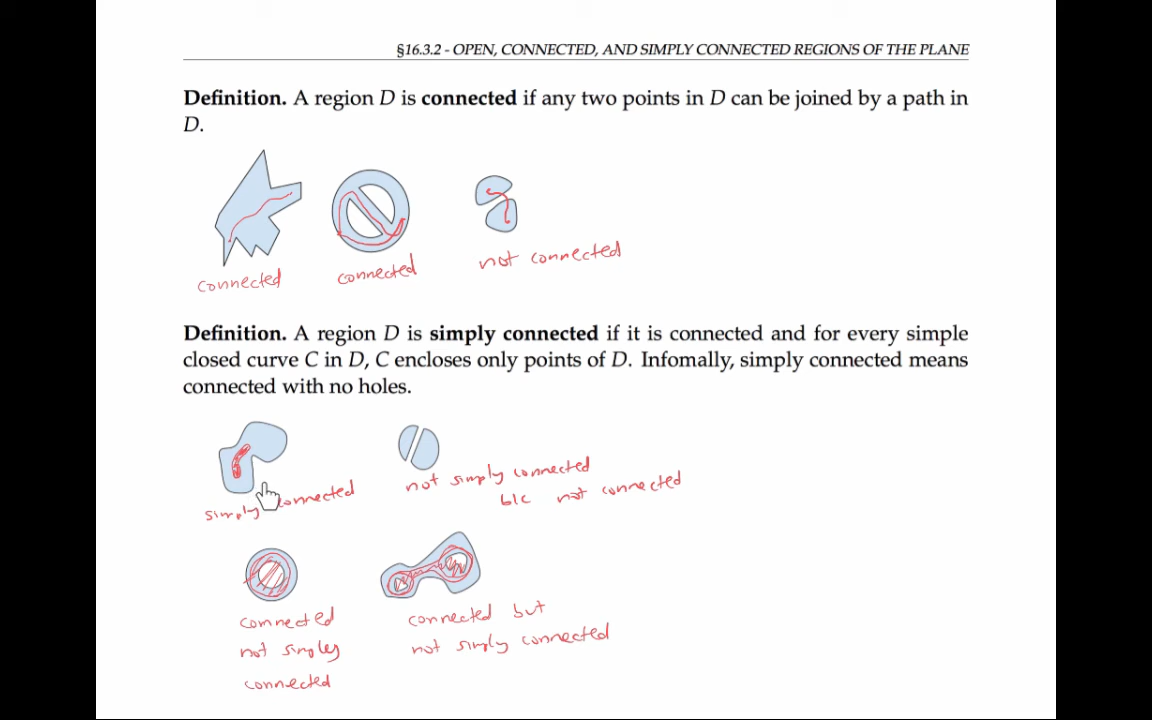 §16.3.2 - OPEN, CONNECTED, AND SIMPLY CONNECTED REGIONS OF THE PLANE
Definition. A region D is connected if any two points in D can be joined by a path in
D.
connected
connected
not connected
Definition. A region D is simply connected if it is connected and for every simple
closed curve C in D, C encloses only points of D. Infomally, simply connected means
connected with no holes.
simply connected
not simply connected
b/c not connected
connected
not simply
connected
connected but
not simply connected